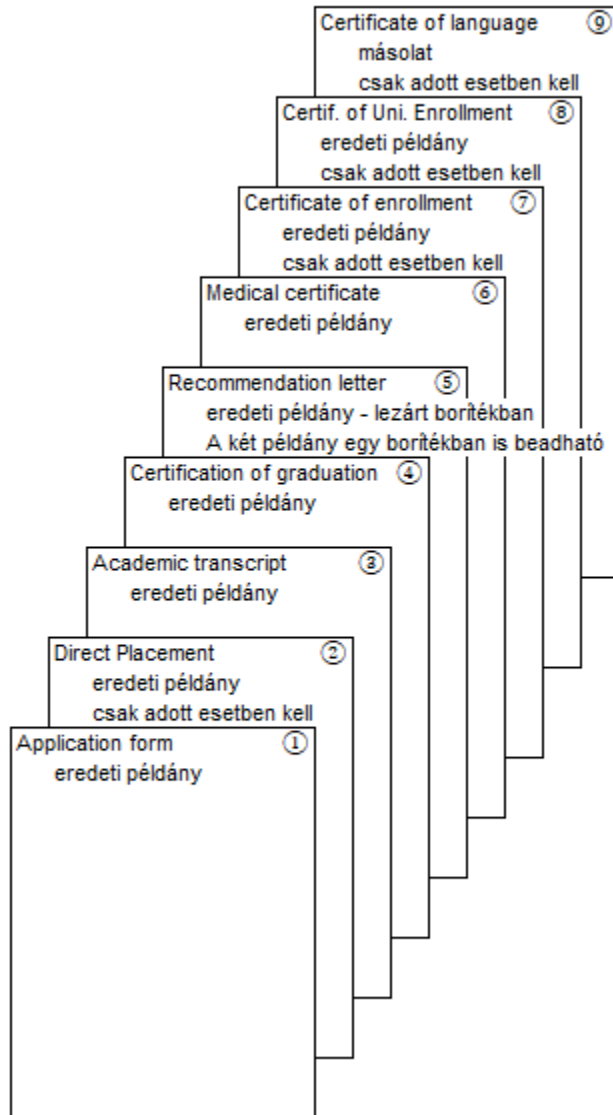 Certificate of language ⑨
másolat
csak adott esetben kell
Certif. of Uni. Enrollment ⑧
eredeti példány
csak adott esetben kell
Certificate of enrollment ⑦
eredeti példány
csak adott esetben kell
Medical certificate ⑥
eredeti példány
Recommendation letter ⑤
eredeti példány - lezárt borítékban
A két példány egy borítékban is beadható
Certification of graduation ④
eredeti példány
Academic transcript ③
eredeti példány
Direct Placement ②
eredeti példány
csak adott esetben kell
Application form ①
eredeti példány